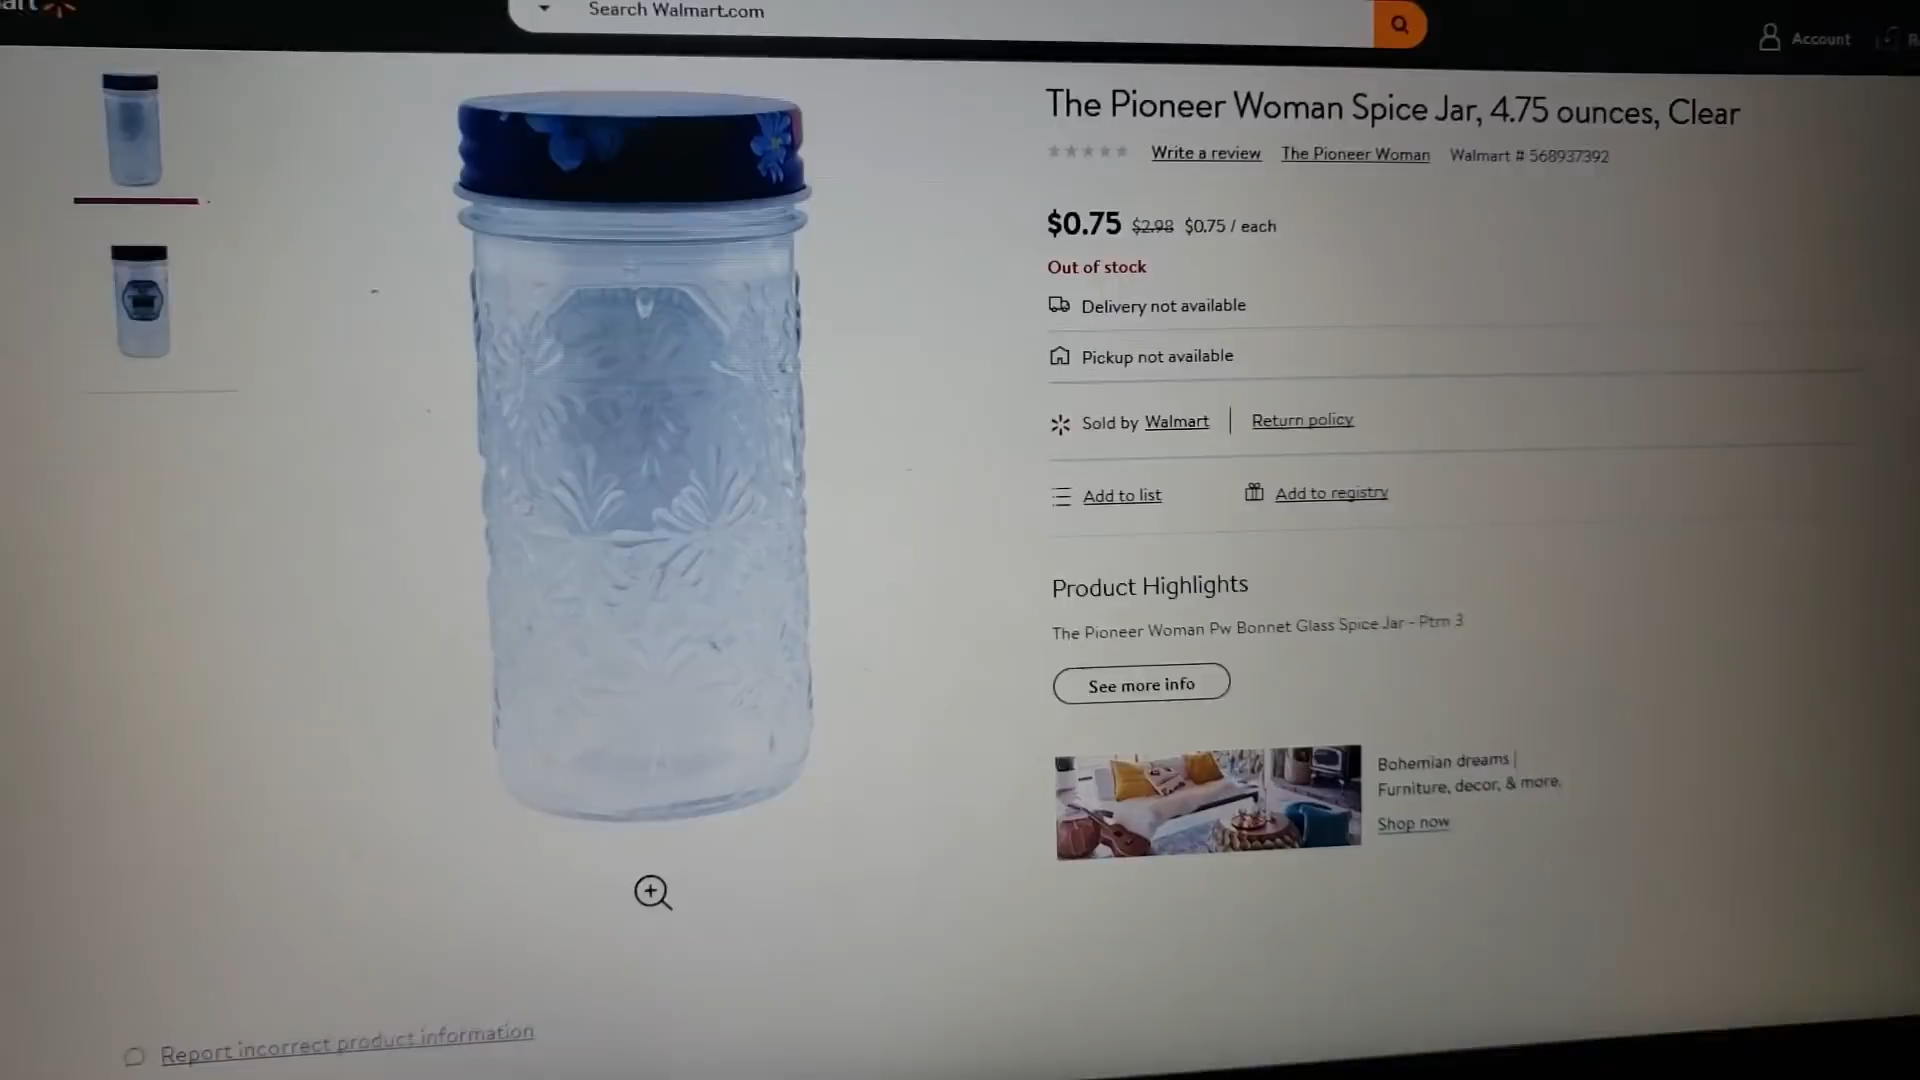 Search Walmart.com
Account
The Pioneer Woman Spice Jar, 4.75 ounces, Clear
Write a review The Pioneer Woman Walmart # 568937392
$0.75 $2.98 $0.75 / each
Out of stock
Delivery not available
Pickup not available
Sold by Walmart | Return policy
Add to list Add to registry
Product Highlights
The Pioneer Woman Pw Bonnet Glass Spice Jar - Ptrn 3
See more info
Bohemian dreams |
Furniture, decor, & more.
Shop now
Report incorrect product information